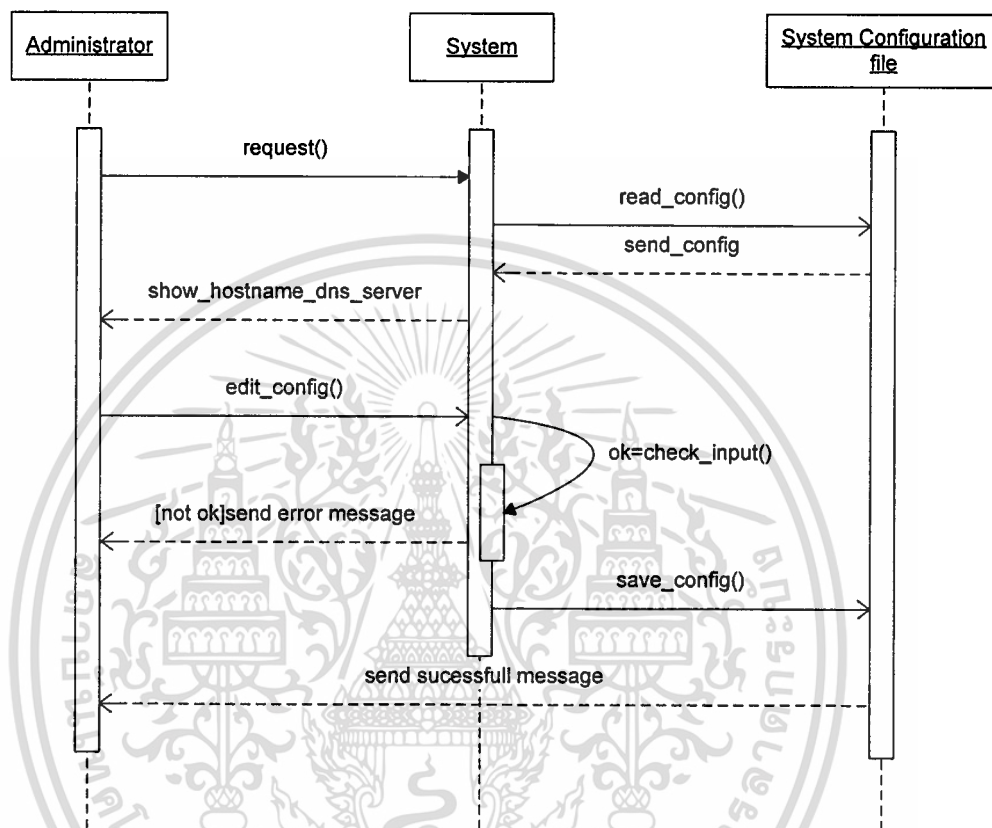 Administrator
System
System Configuration
file
request()
read_config()
send_config
show_hostname_dns_server
edit_config()
ok=check_input()
[not ok]send error message
save_config()
send sucessfull message